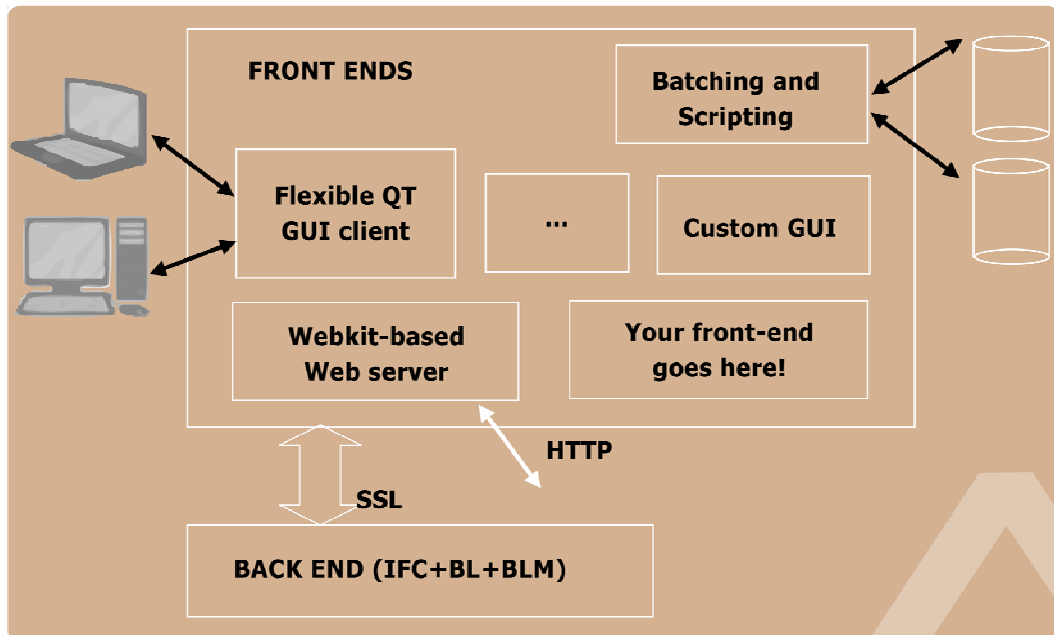 FRONT ENDS
Batching and
Scripting
Flexible QT
GUI client
...
Custom GUI
Webkit-based
Web server
Your front-end
goes here!
HTTP
SSL
BACK END (IFC+BL+BLM)